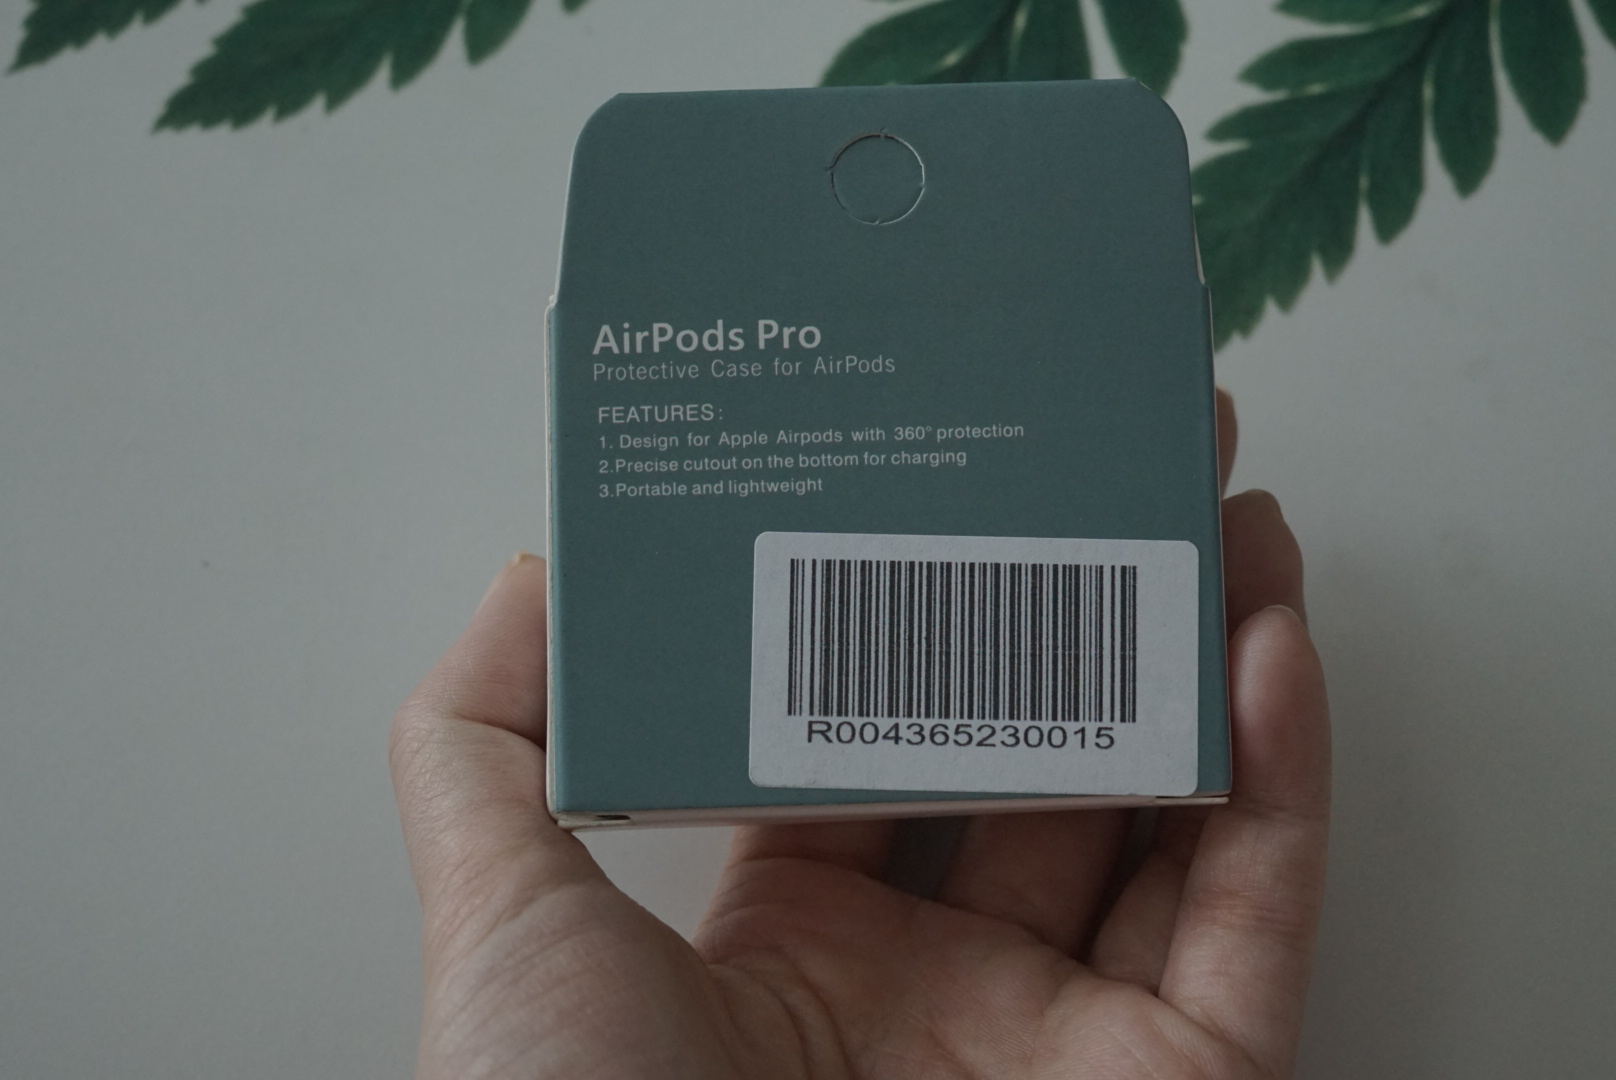 AirPods Pro
Protective Case for AirPods
FEATURES:
1. Design for Apple Airpods with 360° protection
2.Precise cutout on the bottom for charging
3.Portable and lightweight
R004365230015